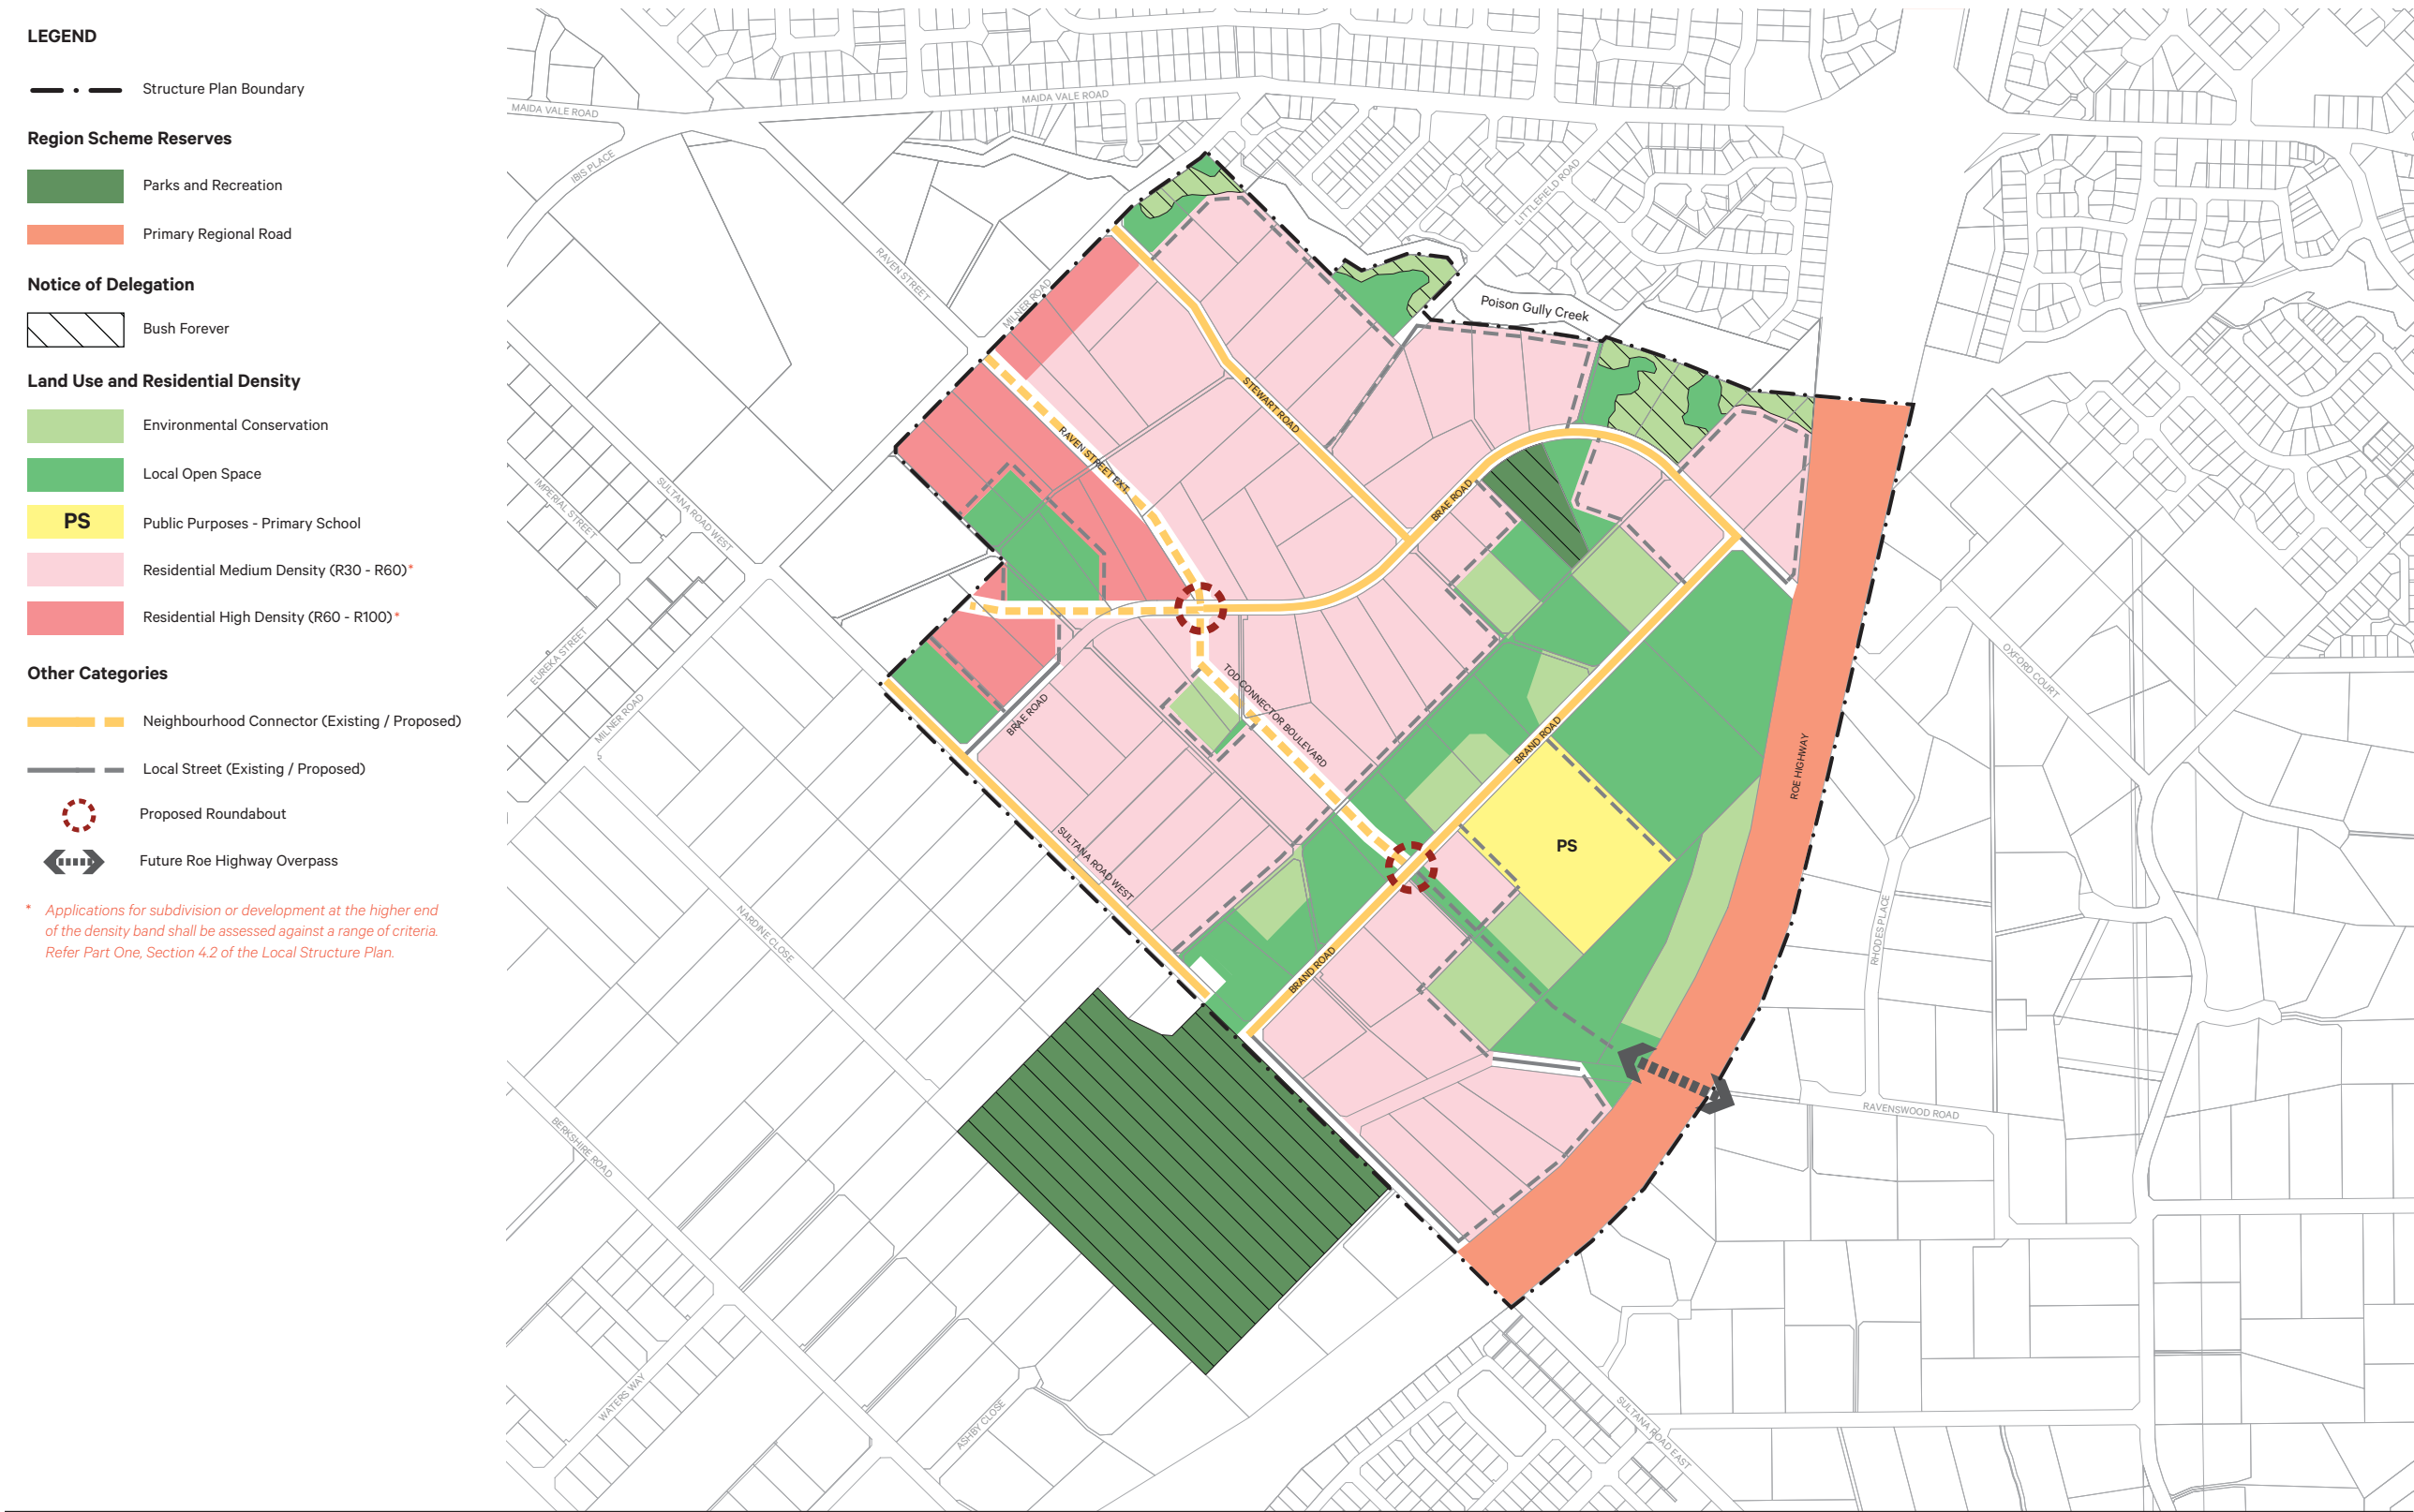 LEGEND
Structure Plan Boundary
Region Scheme Reserves
Parks and Recreation
Primary Regional Road
Notice of Delegation
Bush Forever
Land Use and Residential Density
Environmental Conservation
Local Open Space
PS
Public Purposes - Primary School
Residential Medium Density (R30 - R60)*
Residential High Density (R60 - R100)*
Other Categories
Neighbourhood Connector (Existing / Proposed)
Local Street (Existing / Proposed)
Proposed Roundabout
Future Roe Highway Overpass
* Applications for subdivision or development at the higher end
of the density band shall be assessed against a range of criteria.
Refer Part One, Section 4.2 of the Local Structure Plan.
MAIDA VALE ROAD
MAIDA VALE ROAD
IBIS PLACE
LITTLEFIELD ROAD
RAVEN STREET
MILNER ROAD
Poison Gully Creek
STEWART ROAD
RAVEN STREET EXT.
BRAE ROAD
SULTANA ROAD WEST
IMPERIAL STREET
EUREKA STREET
MILNER ROAD
BRAE ROAD
TOD CONNECTOR BOULEVARD
BRAND ROAD
ROE HIGHWAY
OXFORD COURT
PS
SULTANA ROAD WEST
NARDINE CLOSE
BRAND ROAD
RHODES PLACE
RAVENSWOOD ROAD
BERKSHIRE ROAD
WATERS WAY
ASHBY CLOSE
SULTANA ROAD EAST